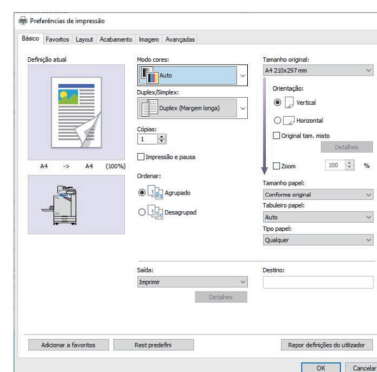 Preferências de impressão
Básico Favoritos Layout Acabamento Imagem Avançadas
Definição atual
A4 -> A4 (100%)
Modo cores:
Auto
Duplex/Simplex:
Duplex (Margem longa)
Cópias:
1
Impressão e pausa
Ordenar:
Agrupado
Desagrupad
Tamanho original:
A4 210x297 mm
Orientação:
Vertical
Horizontal
Original tam. misto
Detalhes
Zoom 100 %
Tamanho papel:
Conforme original
Tabuleiro papel:
Auto
Tipo papel:
Qualquer
Saída:
Imprimir
Detalhes
Destino:
Adicionar a favoritos Rest predefini Repor definições do utilizador
OK Cancelar